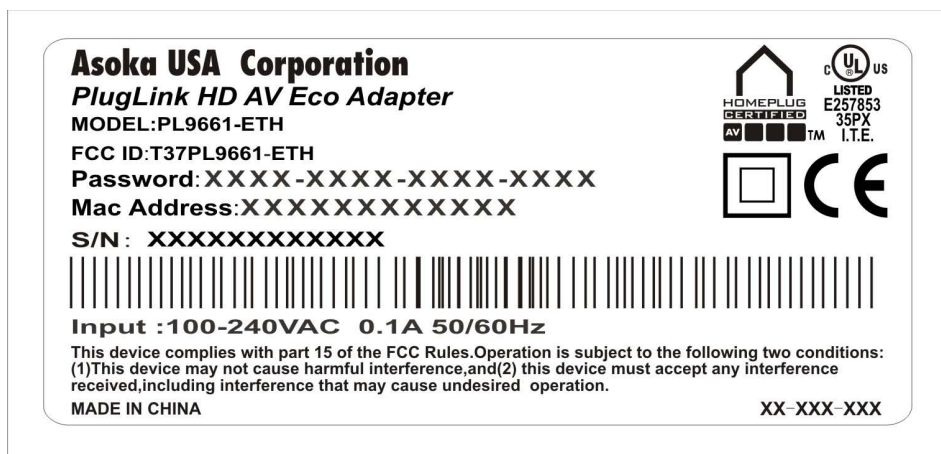 Asoka USA Corporation
PlugLink HD AV Eco Adapter
MODEL:PL9661-ETH
FCC ID:T37PL9661-ETH
Password:XXXX-XXXX-XXXX-XXXX
Mac Address:XXXXXXXXXXXX
S/N: XXXXXXXXXXXX
HOMEPLUG
CERTIFIED
AV TM
C UL ® US
LISTED
E257853
35PX
I.T.E.
CE
Input :100-240VAC 0.1A 50/60Hz
This device complies with part 15 of the FCC Rules.Operation is subject to the following two conditions:
(1)This device may not cause harmful interference,and(2) this device must accept any interference
received,including interference that may cause undesired operation.
MADE IN CHINA
XX-XXX-XXX